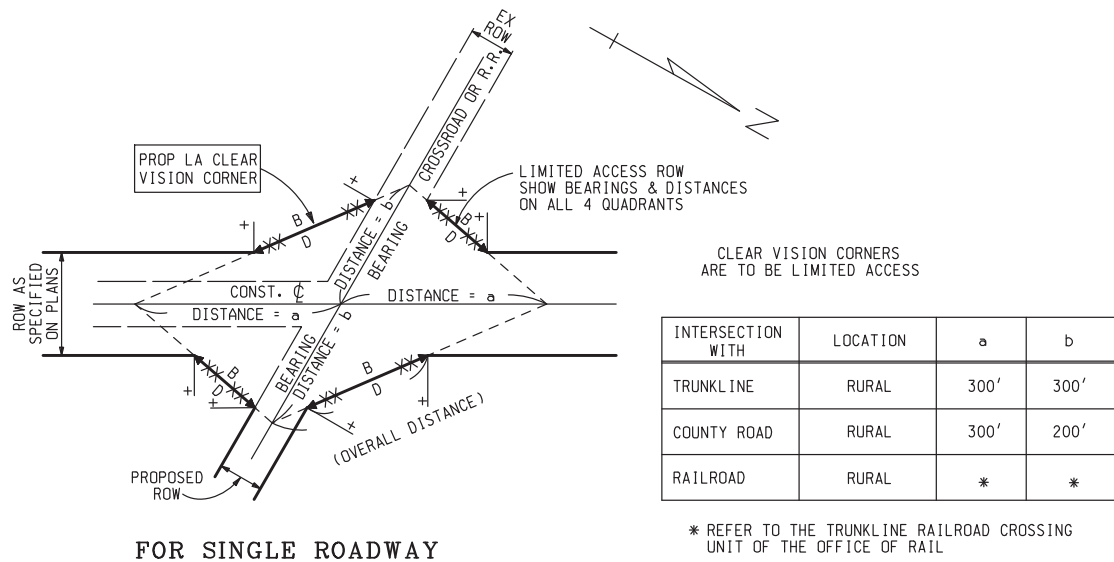 EX
ROW
CROSSROAD OR R.R.
N
PROP LA CLEAR
VISION CORNER
LIMITED ACCESS ROW
SHOW BEARINGS & DISTANCES
ON ALL 4 QUADRANTS
B
D
B
D
DISTANCE = b
BEARING
ROW AS
SPECIFIED
ON PLANS
CONST. ℄
DISTANCE = a
DISTANCE = a
BEARING
DISTANCE = b
B
D
B
D
(OVERALL DISTANCE)
PROPOSED
ROW
FOR SINGLE ROADWAY
CLEAR VISION CORNERS
ARE TO BE LIMITED ACCESS
INTERSECTION WITH LOCATION a b
TRUNKLINE RURAL 300' 300'
COUNTY ROAD RURAL 300' 200'
RAILROAD RURAL * *
* REFER TO THE TRUNKLINE RAILROAD CROSSING
UNIT OF THE OFFICE OF RAIL